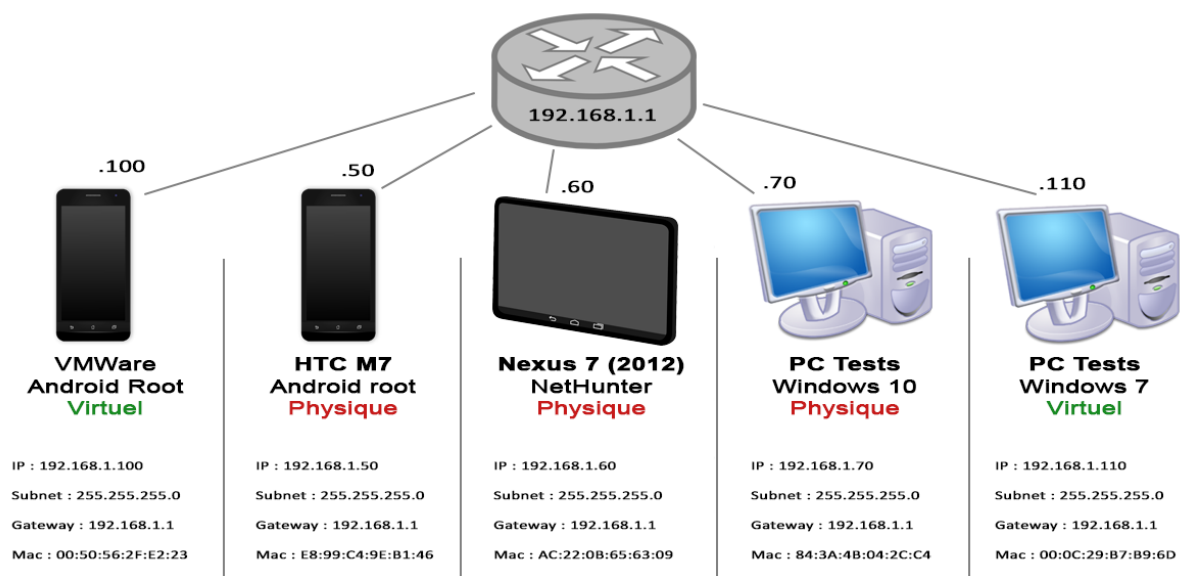 192.168.1.1
.100
.50
.60
.70
.110
VMWare
Android Root
Virtuel
IP : 192.168.1.100
Subnet : 255.255.255.0
Gateway : 192.168.1.1
Mac : 00:50:56:2F:E2:23
HTC M7
Android root
Physique
IP : 192.168.1.50
Subnet : 255.255.255.0
Gateway : 192.168.1.1
Mac : E8:99:C4:9E:B1:46
Nexus 7 (2012)
NetHunter
Physique
IP : 192.168.1.60
Subnet : 255.255.255.0
Gateway : 192.168.1.1
Mac : AC:22:0B:65:63:09
PC Tests
Windows 10
Physique
IP : 192.168.1.70
Subnet : 255.255.255.0
Gateway : 192.168.1.1
Mac : 84:3A:4B:04:2C:C4
PC Tests
Windows 7
Virtuel
IP : 192.168.1.110
Subnet : 255.255.255.0
Gateway : 192.168.1.1
Mac : 00:0C:29:B7:B9:6D